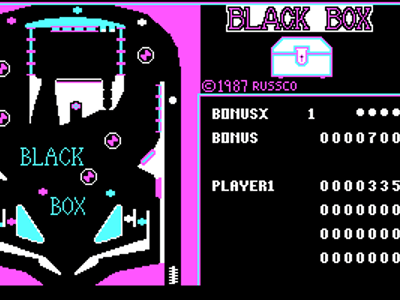 BLACK BOX
©1987 RUSSCO
BONUSX 1
BONUS 0000700
PLAYER1 0000335
0000000
0000000
0000000
BLACK
BOX